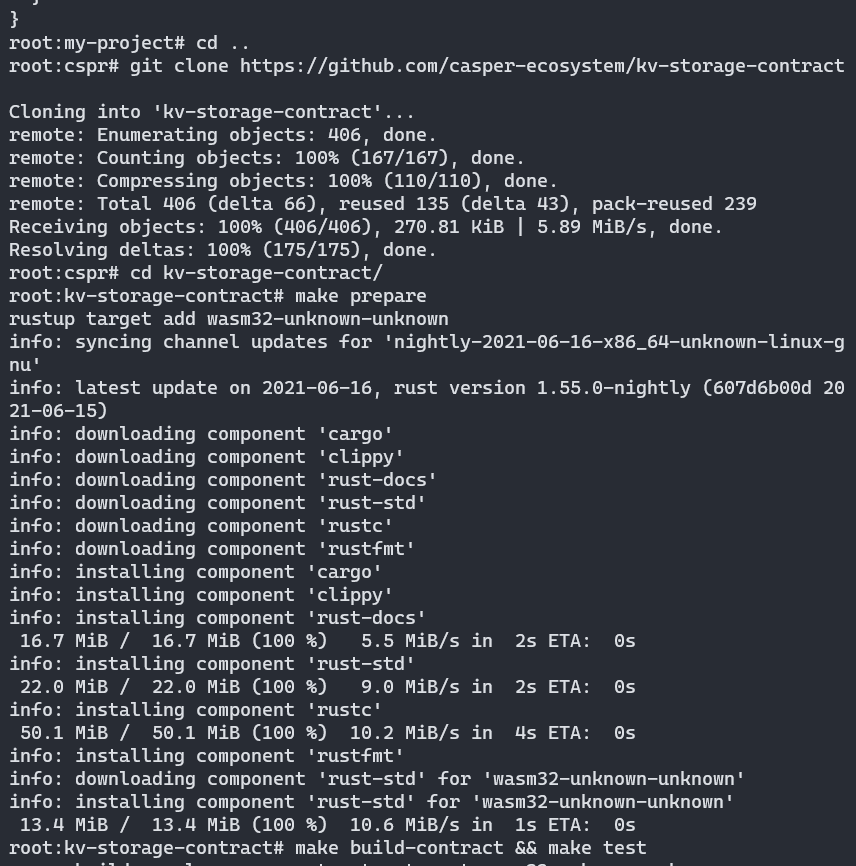 }
root:my-project# cd ..
root:cspr# git clone https://github.com/casper-ecosystem/kv-storage-contract
Cloning into 'kv-storage-contract'...
remote: Enumerating objects: 406, done.
remote: Counting objects: 100% (167/167), done.
remote: Compressing objects: 100% (110/110), done.
remote: Total 406 (delta 66), reused 135 (delta 43), pack-reused 239
Receiving objects: 100% (406/406), 270.81 KiB | 5.89 MiB/s, done.
Resolving deltas: 100% (175/175), done.
root:cspr# cd kv-storage-contract/
root:kv-storage-contract# make prepare
rustup target add wasm32-unknown-unknown
info: syncing channel updates for 'nightly-2021-06-16-x86_64-unknown-linux-g
nu'
info: latest update on 2021-06-16, rust version 1.55.0-nightly (607d6b00d 20
21-06-15)
info: downloading component 'cargo'
info: downloading component 'clippy'
info: downloading component 'rust-docs'
info: downloading component 'rust-std'
info: downloading component 'rustc'
info: downloading component 'rustfmt'
info: installing component 'cargo'
info: installing component 'clippy'
info: installing component 'rust-docs'
 16.7 MiB /  16.7 MiB (100 %)   5.5 MiB/s in  2s ETA:  0s
info: installing component 'rust-std'
 22.0 MiB /  22.0 MiB (100 %)   9.0 MiB/s in  2s ETA:  0s
info: installing component 'rustc'
 50.1 MiB /  50.1 MiB (100 %)  10.2 MiB/s in  4s ETA:  0s
info: installing component 'rustfmt'
info: downloading component 'rust-std' for 'wasm32-unknown-unknown'
info: installing component 'rust-std' for 'wasm32-unknown-unknown'
 13.4 MiB /  13.4 MiB (100 %)  10.6 MiB/s in  1s ETA:  0s
root:kv-storage-contract# make build-contract && make test